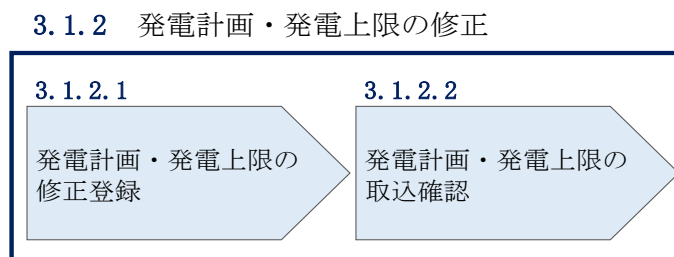 3.1.2 発電計画・発電上限の修正
3.1.2.1
発電計画・発電上限の
修正登録
3.1.2.2
発電計画・発電上限の
取込確認